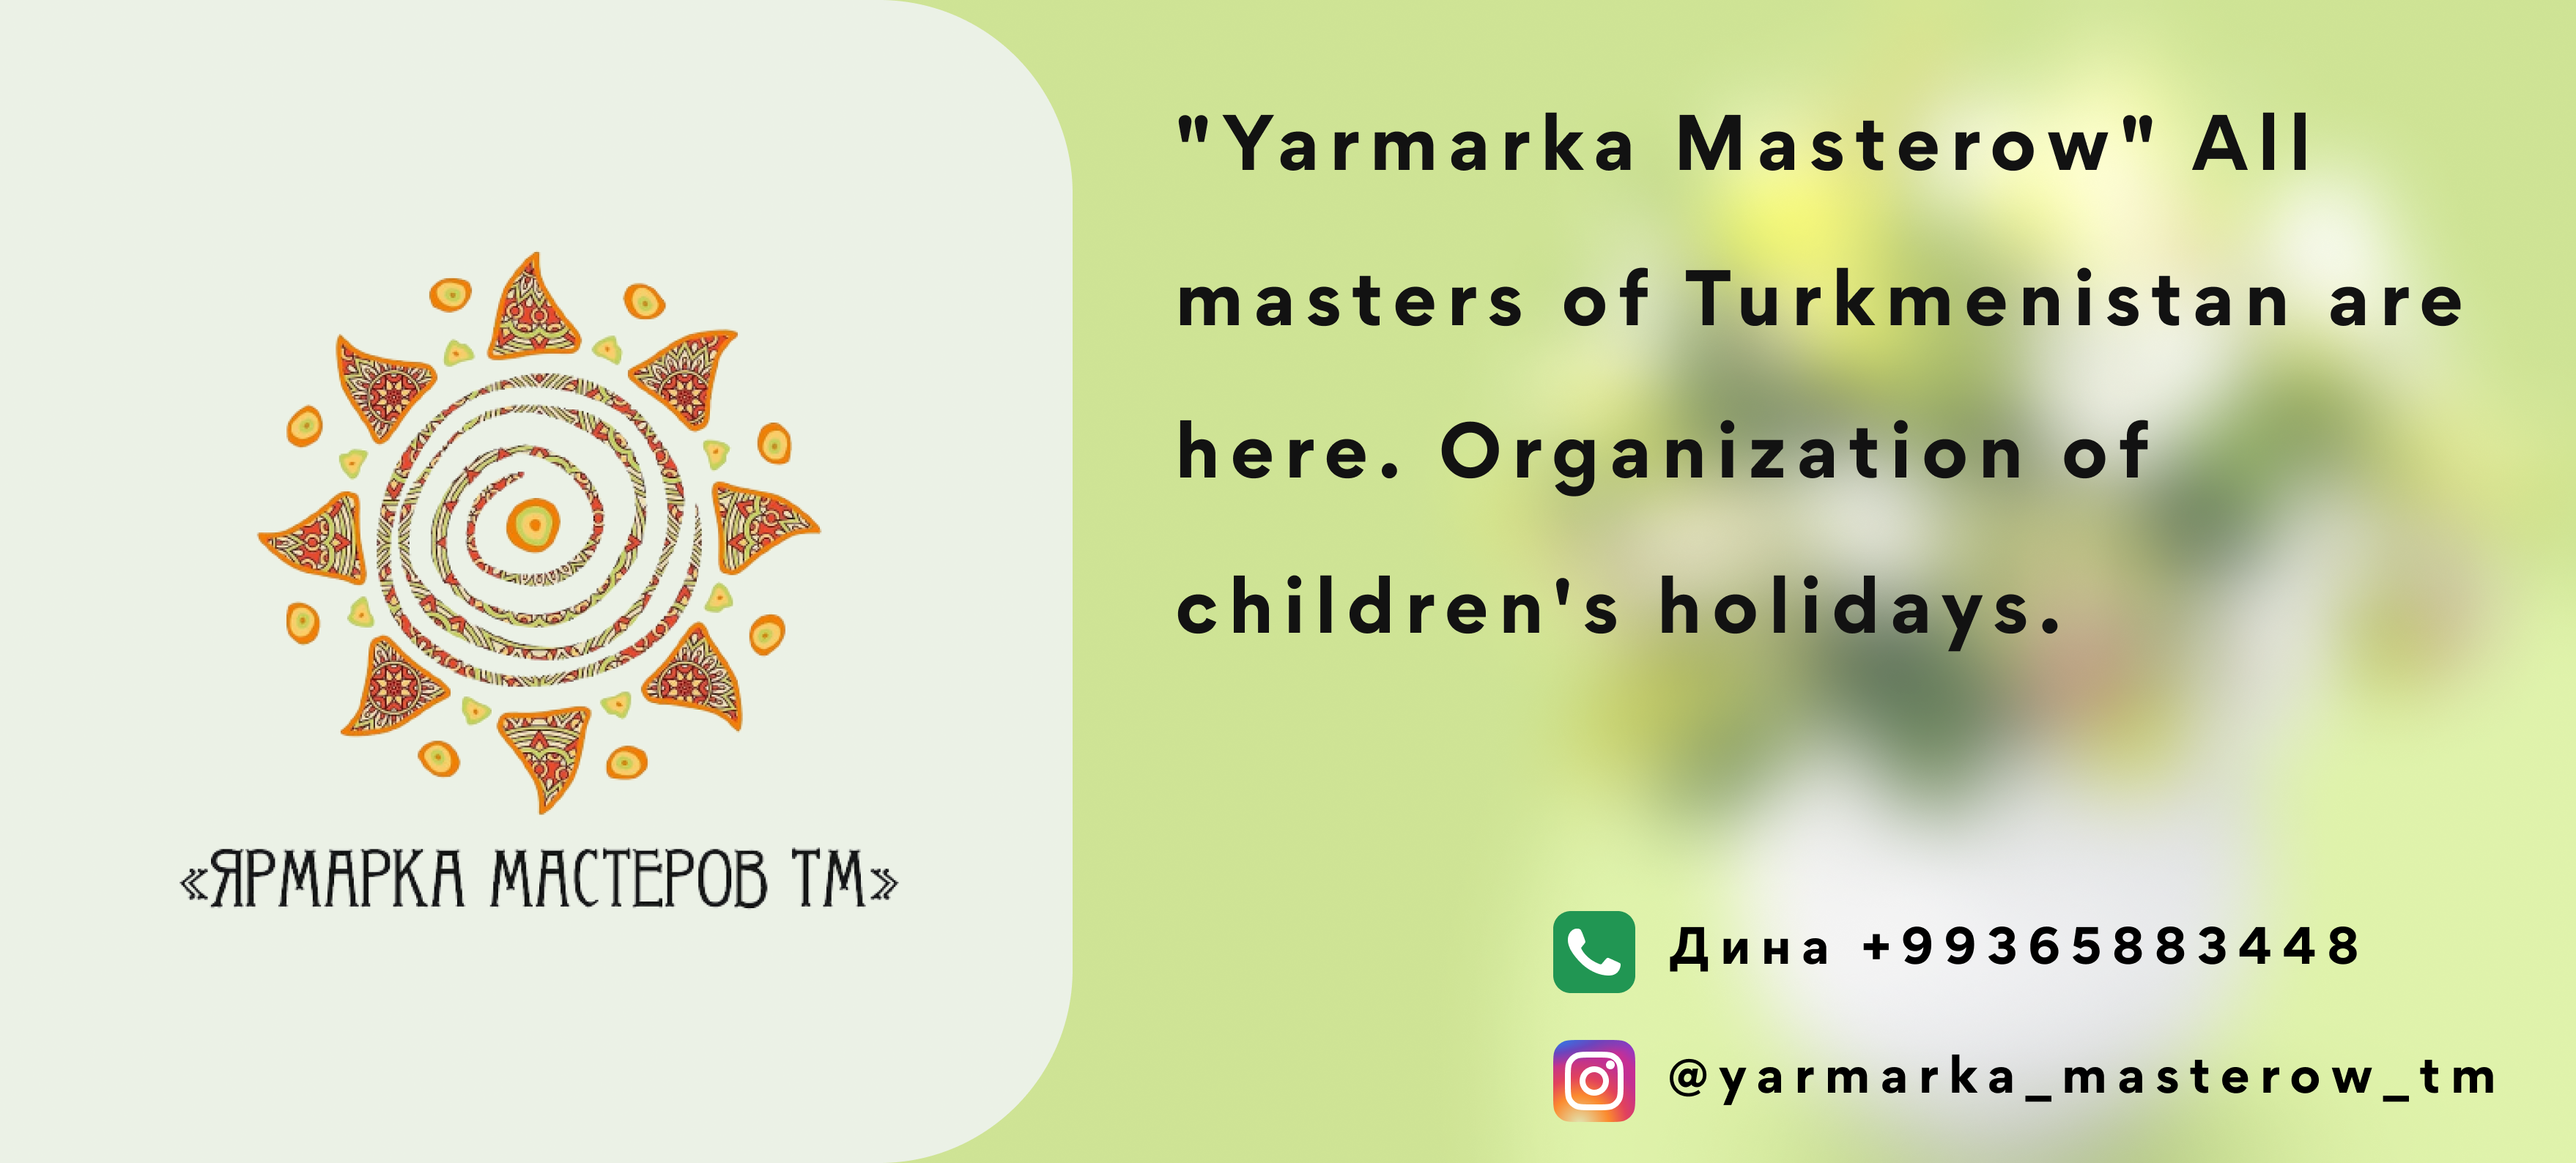 «ЯРМАРКА МАСТЕРОВ ТМ»
"Yarmarka Masterow" All
masters of Turkmenistan are
here. Organization of
children's holidays.
Дина +99365883448
@yarmarka_masterow_tm